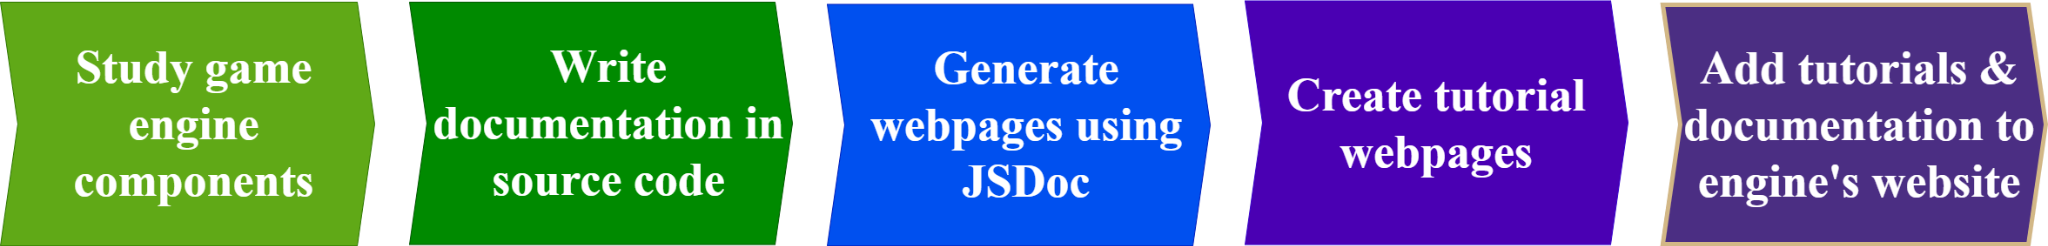 Study game
engine
components
Write
documentation in
source code
Generate
webpages using
JSDoc
Create tutorial
webpages
Add tutorials &
documentation to
engine's website